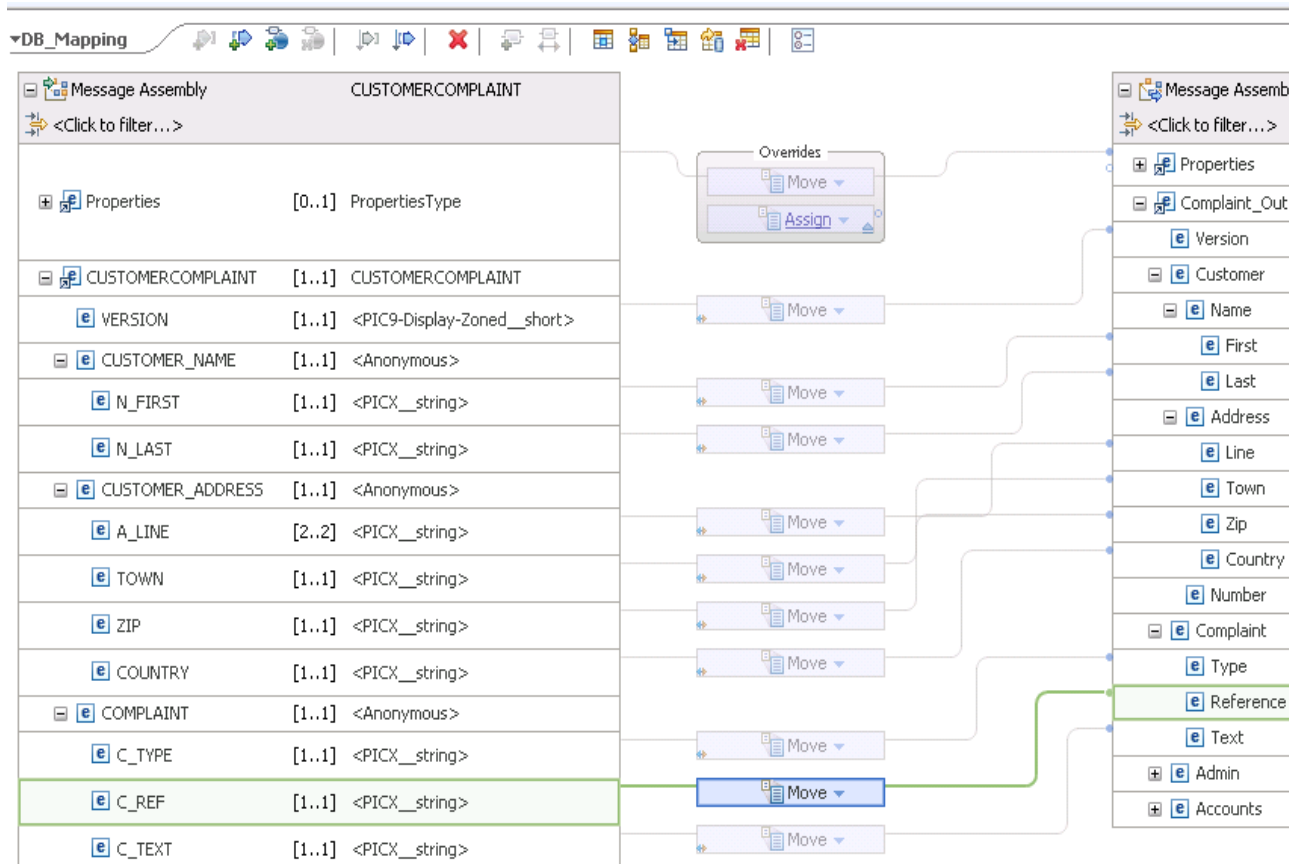 DB_Mapping
Message Assembly CUSTOMERCOMPLAINT
<Click to filter...>
Properties [0..1] PropertiesType
CUSTOMERCOMPLAINT [1..1] CUSTOMERCOMPLAINT
VERSION [1..1] <PIC9-Display-Zoned__short>
CUSTOMER_NAME [1..1] <Anonymous>
N_FIRST [1..1] <PICX__string>
N_LAST [1..1] <PICX__string>
CUSTOMER_ADDRESS [1..1] <Anonymous>
A_LINE [2..2] <PICX__string>
TOWN [1..1] <PICX__string>
ZIP [1..1] <PICX__string>
COUNTRY [1..1] <PICX__string>
COMPLAINT [1..1] <Anonymous>
C_TYPE [1..1] <PICX__string>
C_REF [1..1] <PICX__string>
C_TEXT [1..1] <PICX__string>
Overrides
Move
Assign
Move
Move
Move
Move
Move
Move
Move
Move
Move
Move
Message Assemb
<Click to filter...>
Properties
Complaint_Out
Version
Customer
Name
First
Last
Address
Line
Town
Zip
Country
Number
Complaint
Type
Reference
Text
Admin
Accounts